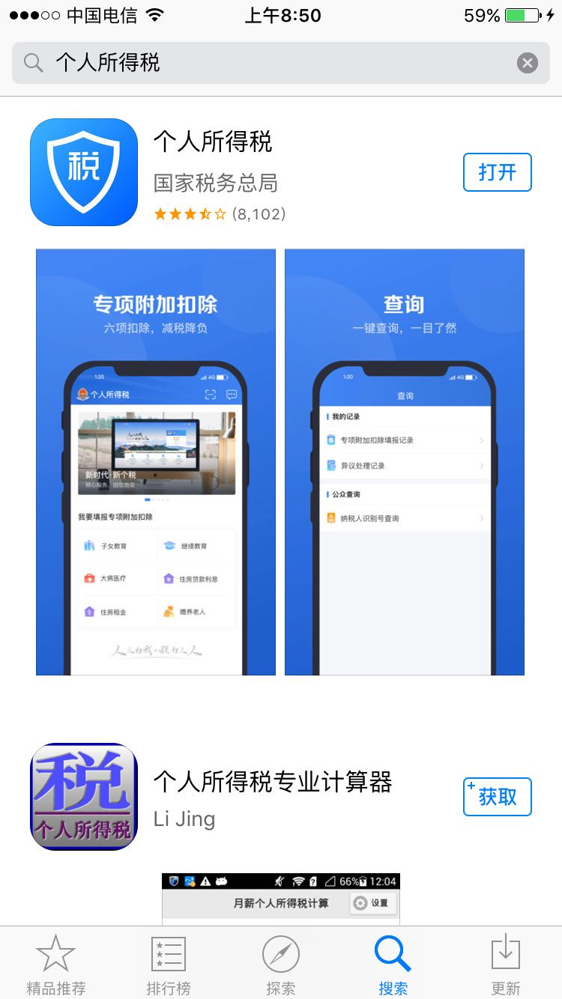 中国电信
上午8:50
59%
个人所得税
税
个人所得税
国家税务总局
(8,102)
打开
专项附加扣除
六项扣除，减税降负
1:20
4G
个人所得税
新时代·新个税
倾心服务，因您而变
我要填报专项附加扣除
子女教育
继续教育
大病医疗
住房贷款利息
住房租金
赡养老人
查询
一键查询，一目了然
1:20
4G
查询
我的记录
专项附加扣除填报记录
异议处理记录
公众查询
纳税人识别号查询
税
个人所得税
个人所得税专业计算器
Li Jing
+获取
66%
12:04
月薪个人所得税计算
设置
精品推荐
排行榜
探索
搜索
更新